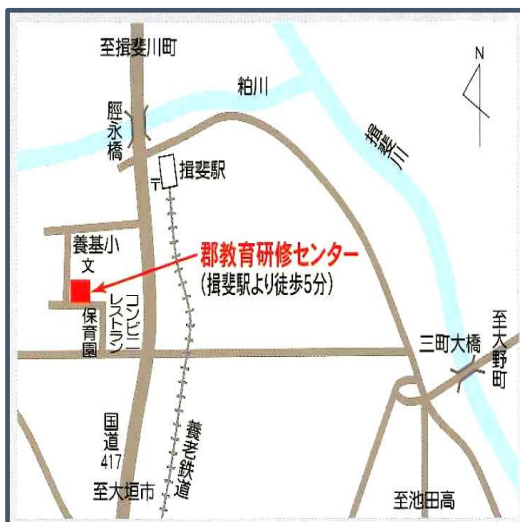 至揖斐川町
粕川
N
脛永橋
揖斐川
〒
揖斐駅
養基小
文
郡教育研修センター
(揖斐駅より徒歩5分)
保育園
レストラン
コンビニ
三町大橋
至大野町
国道
417
養老鉄道
至大垣市
至池田高